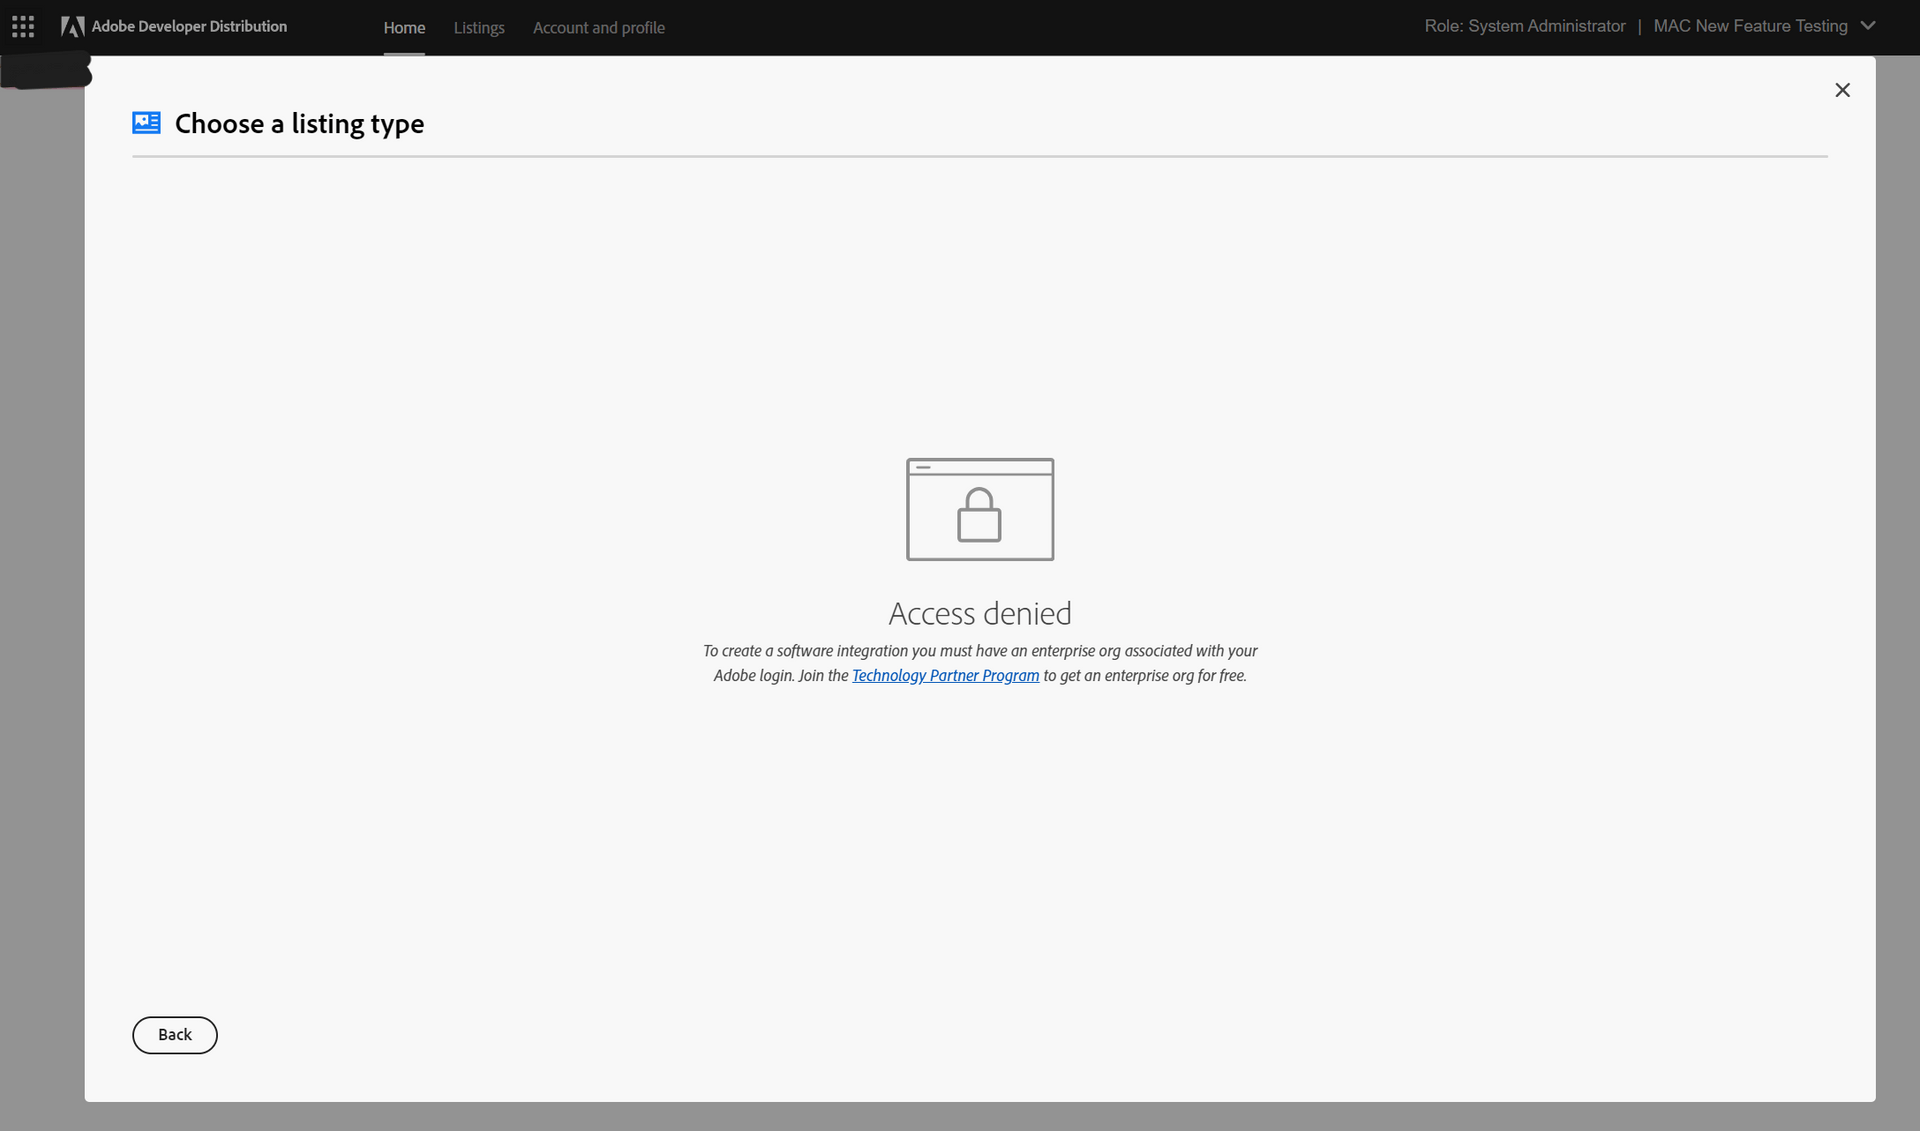 Adobe Developer Distribution
Home
Listings
Account and profile
Role: System Administrator | MAC New Feature Testing
Choose a listing type
Access denied
To create a software integration you must have an enterprise org associated with your
Adobe login. Join the Technology Partner Program to get an enterprise org for free.
Back